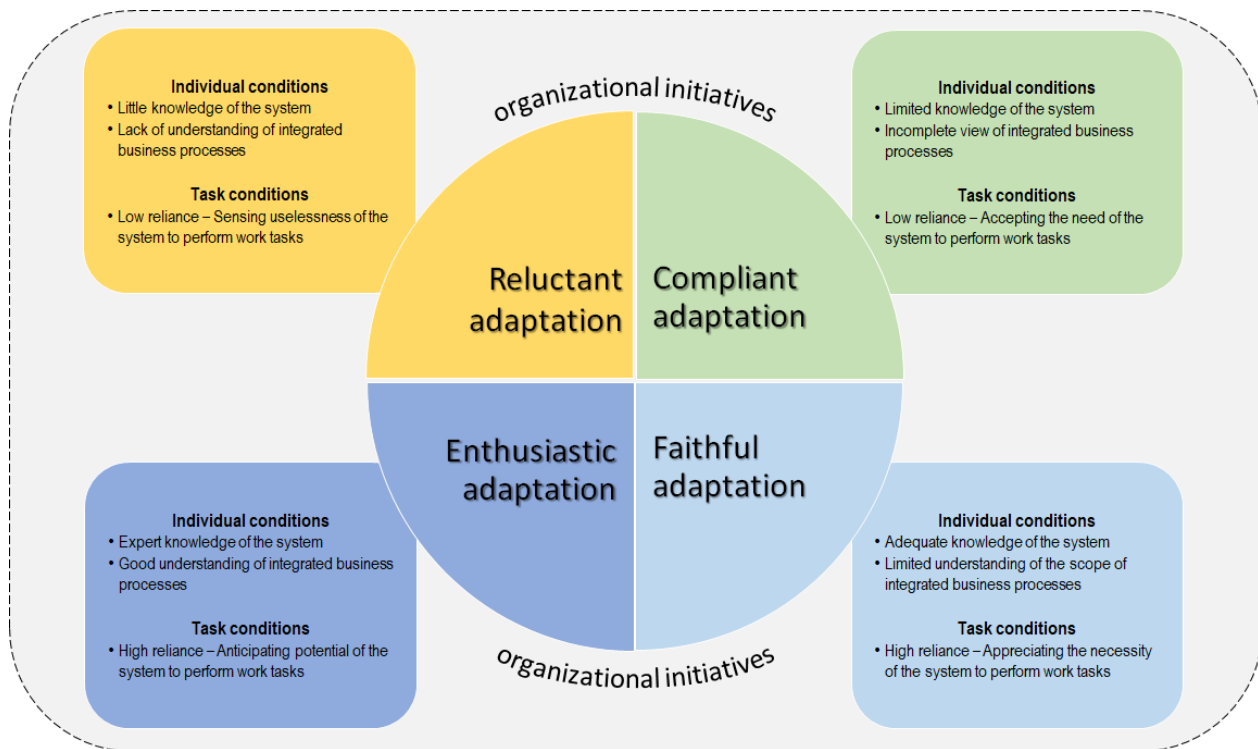 Individual conditions
• Little knowledge of the system
• Lack of understanding of integrated
business processes
Task conditions
• Low reliance – Sensing uselessness of the
system to perform work tasks
organizational initiatives
Individual conditions
• Limited knowledge of the system
• Incomplete view of integrated business
processes
Task conditions
• Low reliance – Accepting the need of the
system to perform work tasks
Reluctant
adaptation
Compliant
adaptation
Enthusiastic
adaptation
Faithful
adaptation
Individual conditions
• Expert knowledge of the system
• Good understanding of integrated business
processes
Task conditions
• High reliance – Anticipating potential of the
system to perform work tasks
organizational initiatives
Individual conditions
• Adequate knowledge of the system
• Limited understanding of the scope of
integrated business processes
Task conditions
• High reliance – Appreciating the necessity
of the system to perform work tasks